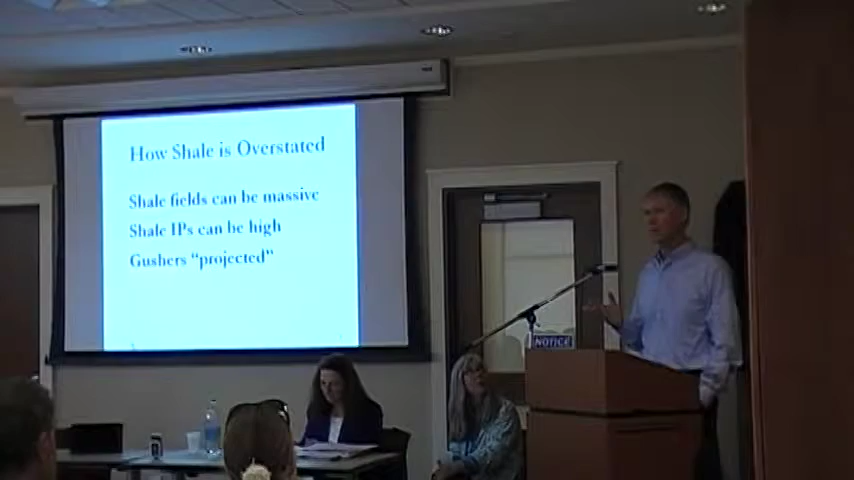 How Shale is Overstated
Shale fields can be massive
Shale IPs can be high
Gushers “projected”
NOTICE